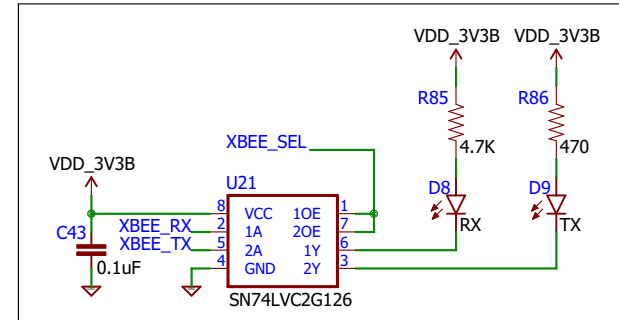 VDD_3V3B VDD_3V3B
R85 R86
4.7K 470
XBEE_SEL
VDD_3V3B
U21 D8 D9
8 VCC 1OE 1
XBEE_RX 2 1A 2OE 7 RX TX
C43 XBEE_TX 5 2A 1Y 6
0.1uF 4 GND 2Y 3
SN74LVC2G126